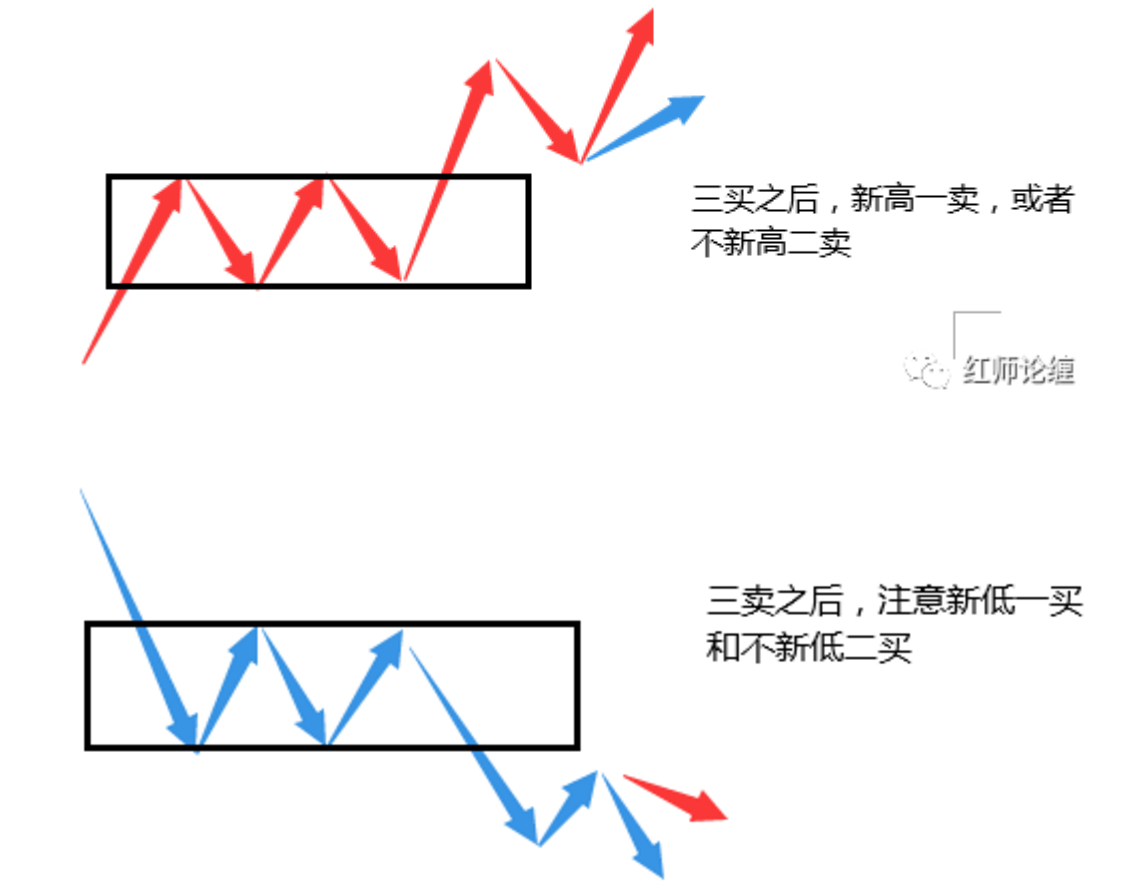 三买之后，新高一卖，或者
不新高二卖
红师论缠
三卖之后，注意新低一买
和不新低二买